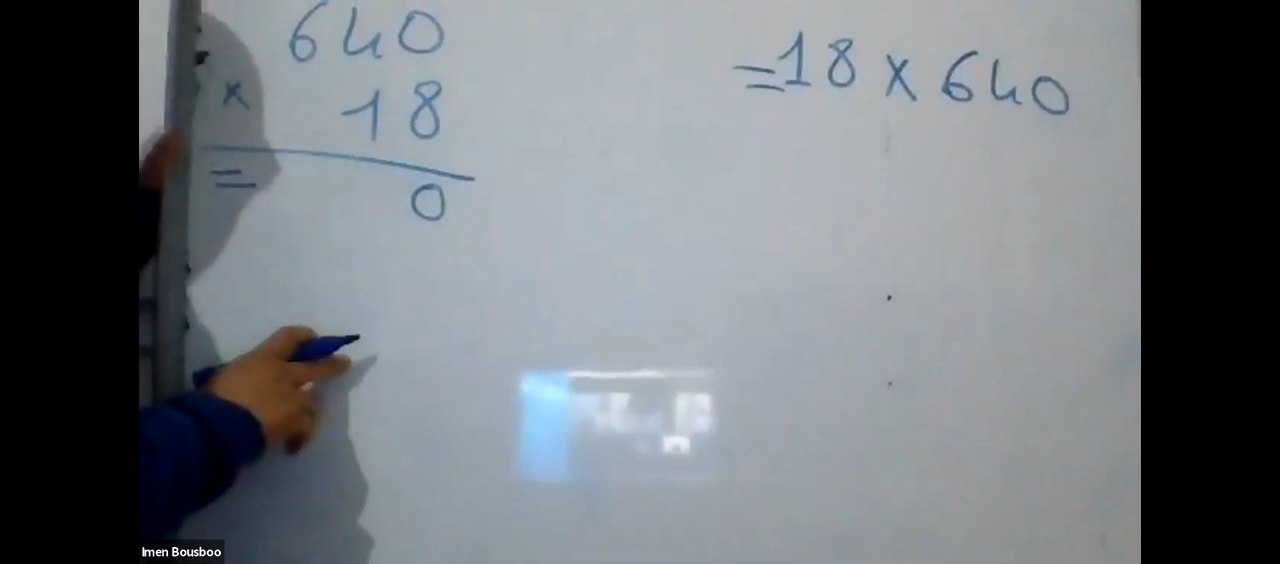 640
× 18
= 0
=18 × 640
Imen Bousboo